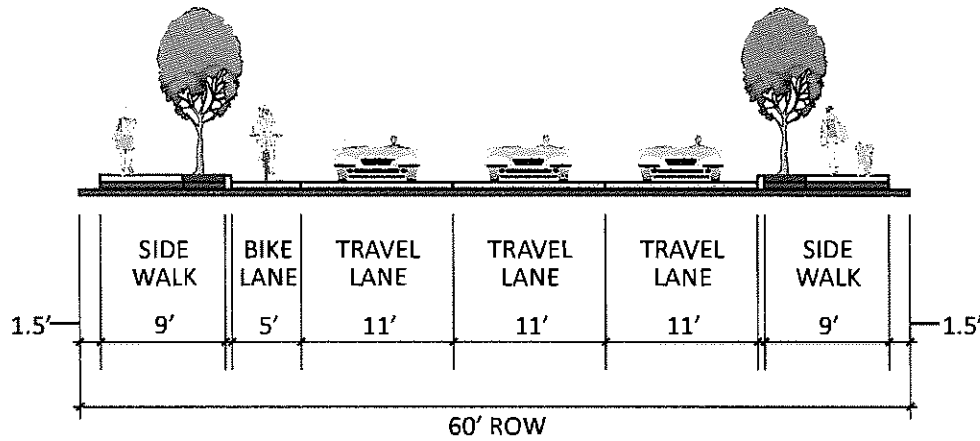 SIDE WALK
BIKE LANE
TRAVEL LANE
TRAVEL LANE
TRAVEL LANE
SIDE WALK
1.5' 9' 5' 11' 11' 11' 9' 1.5'
60' ROW